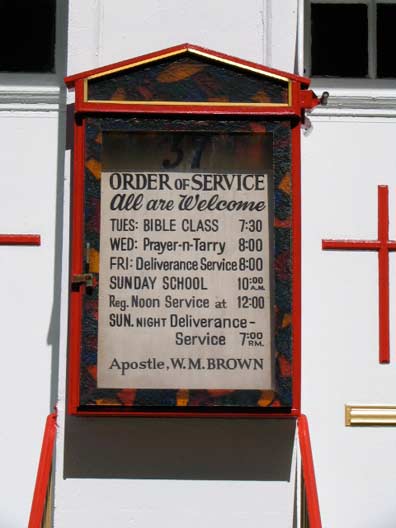 37
ORDER OF SERVICE
All are Welcome
TUES: BIBLE CLASS 7:30
WED: Prayer-n-Tarry 8:00
FRI: Deliverance Service 8:00
SUNDAY SCHOOL 10:00 A.M.
Reg. Noon Service at 12:00
SUN. NIGHT Deliverance-
Service 7:00 P.M.
Apostle, W.M. BROWN